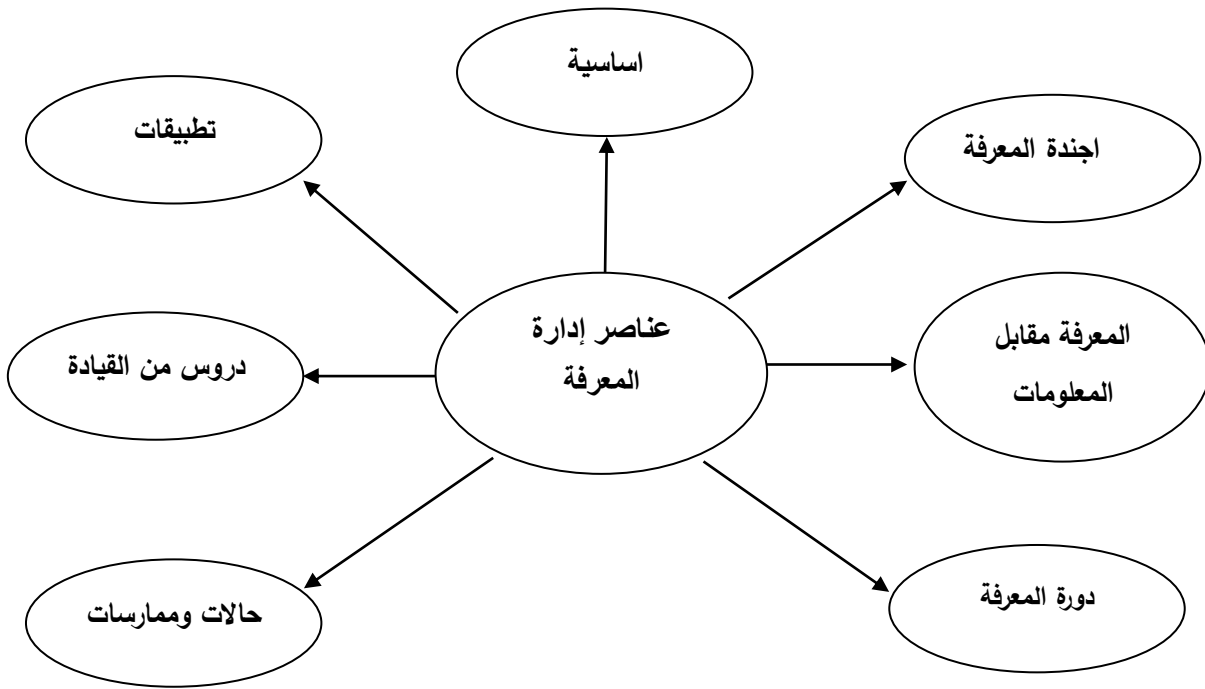 اساسية
تطبيقات
اجندة المعرفة
عناصر إدارة
المعرفة
المعرفة مقابل
المعلومات
دروس من القيادة
دورة المعرفة
حالات وممارسات